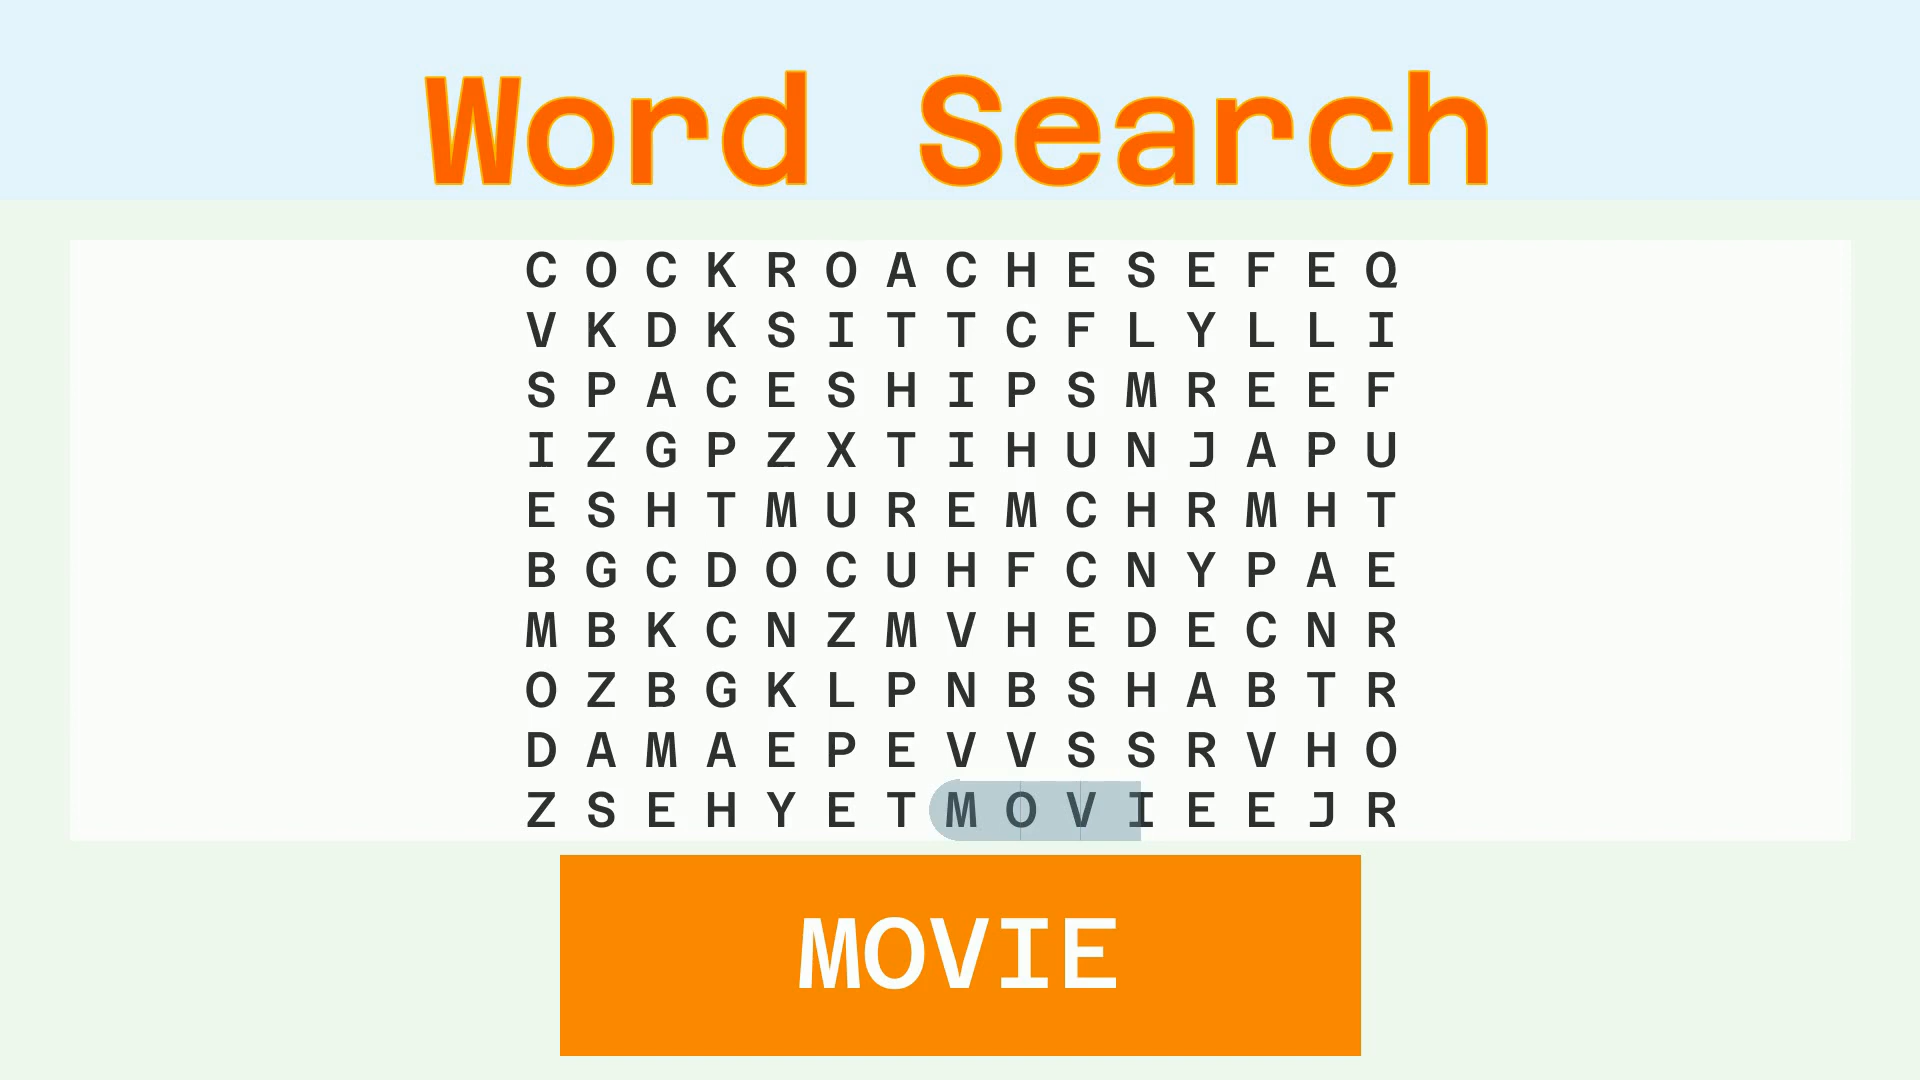 Word Search
C O C K R O A C H E S E F E Q
V K D K S I T T C F L Y L L I
S P A C E S H I P S M R E E F
I Z G P Z X T I H U N J A P U
E S H T M U R E M C H R M H T
B G C D O C U H F C N Y P A E
M B K C N Z M V H E D E C N R
O Z B G K L P N B S H A B T R
D A M A E P E V V S S R V H O
Z S E H Y E T M O V I E E J R
MOVIE